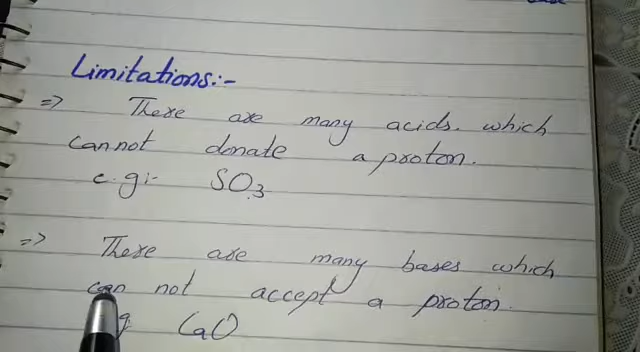 Limitations:-
=> There are many acids. which
cannot donate a proton.
e.g:- SO3
=> There are many bases which
can not accept a proton.
g. CaO